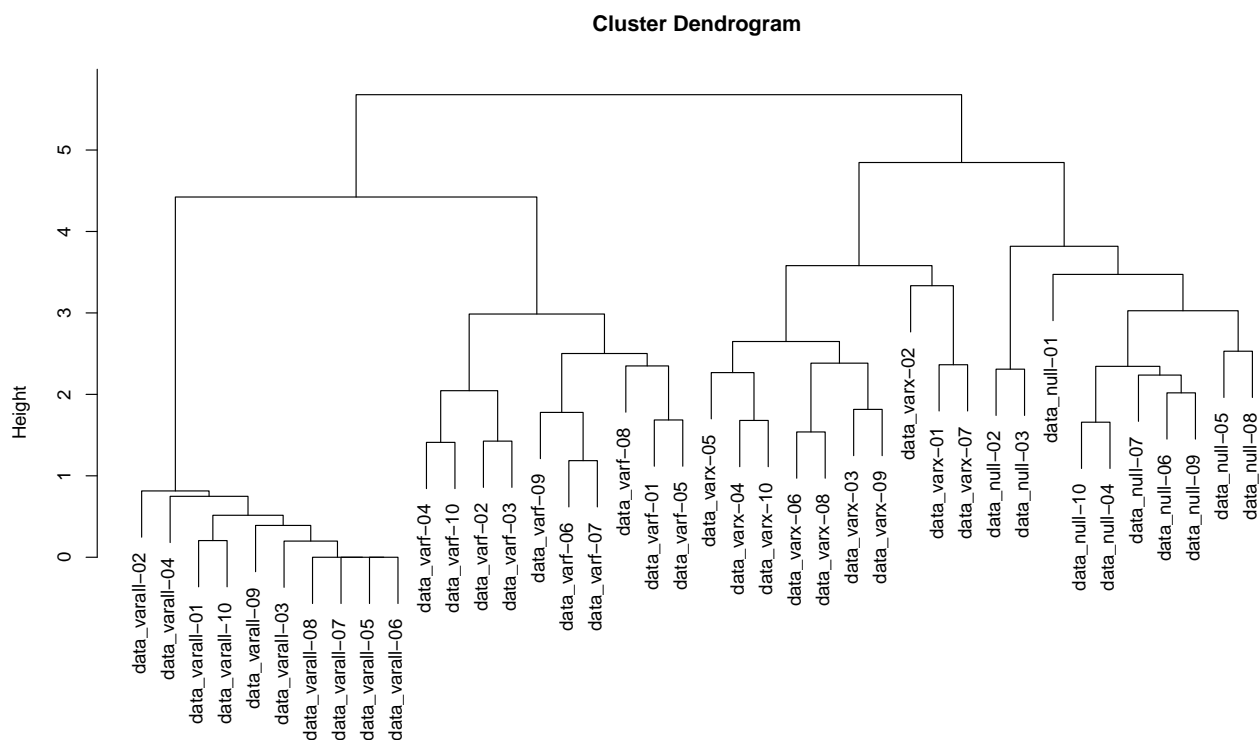 Cluster Dendrogram
Height
5
4
3
2
1
0
data_varall−02
data_varall−04
data_varall−01
data_varall−10
data_varall−09
data_varall−03
data_varall−08
data_varall−07
data_varall−05
data_varall−06
data_varf−04
data_varf−10
data_varf−02
data_varf−03
data_varf−09
data_varf−06
data_varf−07
data_varf−08
data_varf−01
data_varf−05
data_varx−05
data_varx−04
data_varx−10
data_varx−06
data_varx−08
data_varx−03
data_varx−09
data_varx−02
data_varx−01
data_varx−07
data_null−02
data_null−03
data_null−01
data_null−10
data_null−04
data_null−07
data_null−06
data_null−09
data_null−05
data_null−08